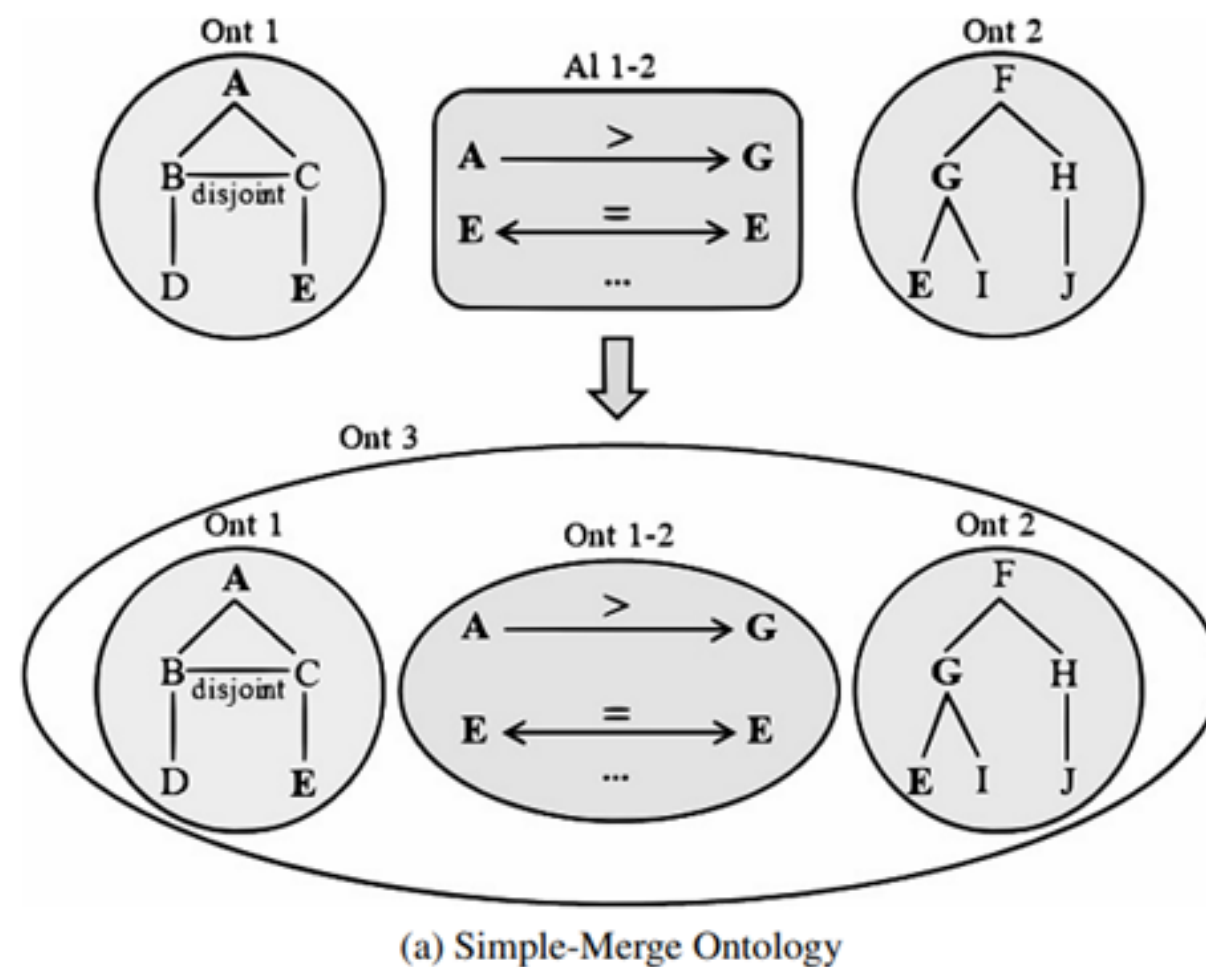 Ont 1
Al 1-2
Ont 2
A
F
>
A
G
B
C
disjoint
G
H
=
E
E
D
E
E
I
J
...
Ont 3
Ont 1
Ont 1-2
Ont 2
A
F
>
A
G
B
C
disjoint
G
H
=
E
E
D
E
E
I
J
...
(a) Simple-Merge Ontology